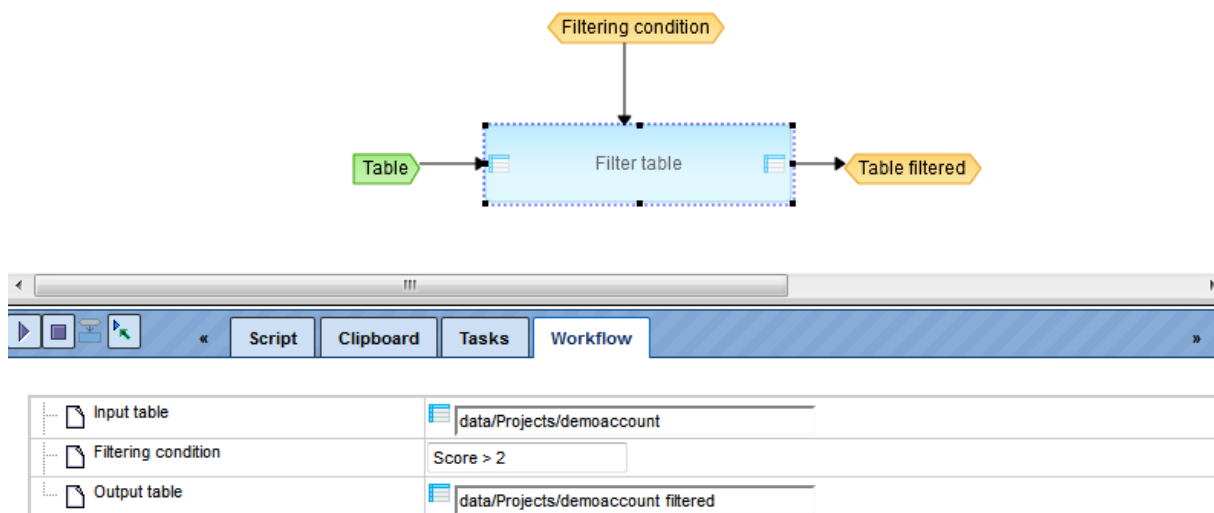 Filtering condition
Filter table
Table
Table filtered
« Script Clipboard Tasks Workflow »
Input table data/Projects/demoaccount
Filtering condition Score > 2
Output table data/Projects/demoaccount filtered